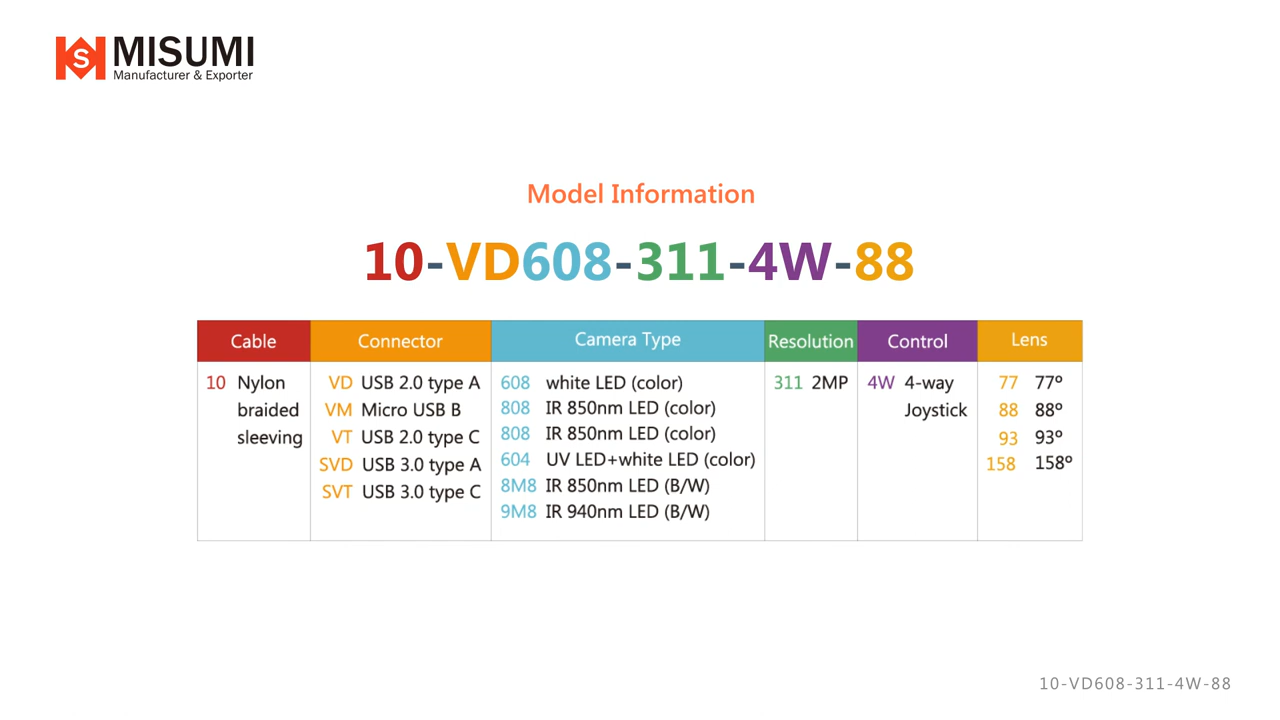 MISUMI
Manufacturer & Exporter
Model Information
10-VD608-311-4W-88
Cable Connector Camera Type Resolution Control Lens
10 Nylon braided sleeving
VD USB 2.0 type A
VM Micro USB B
VT USB 2.0 type C
SVD USB 3.0 type A
SVT USB 3.0 type C
608 white LED (color)
808 IR 850nm LED (color)
808 IR 850nm LED (color)
604 UV LED+white LED (color)
8M8 IR 850nm LED (B/W)
9M8 IR 940nm LED (B/W)
311 2MP
4W 4-way
Joystick
77 77º
88 88º
93 93º
158 158º
10-VD608-311-4W-88